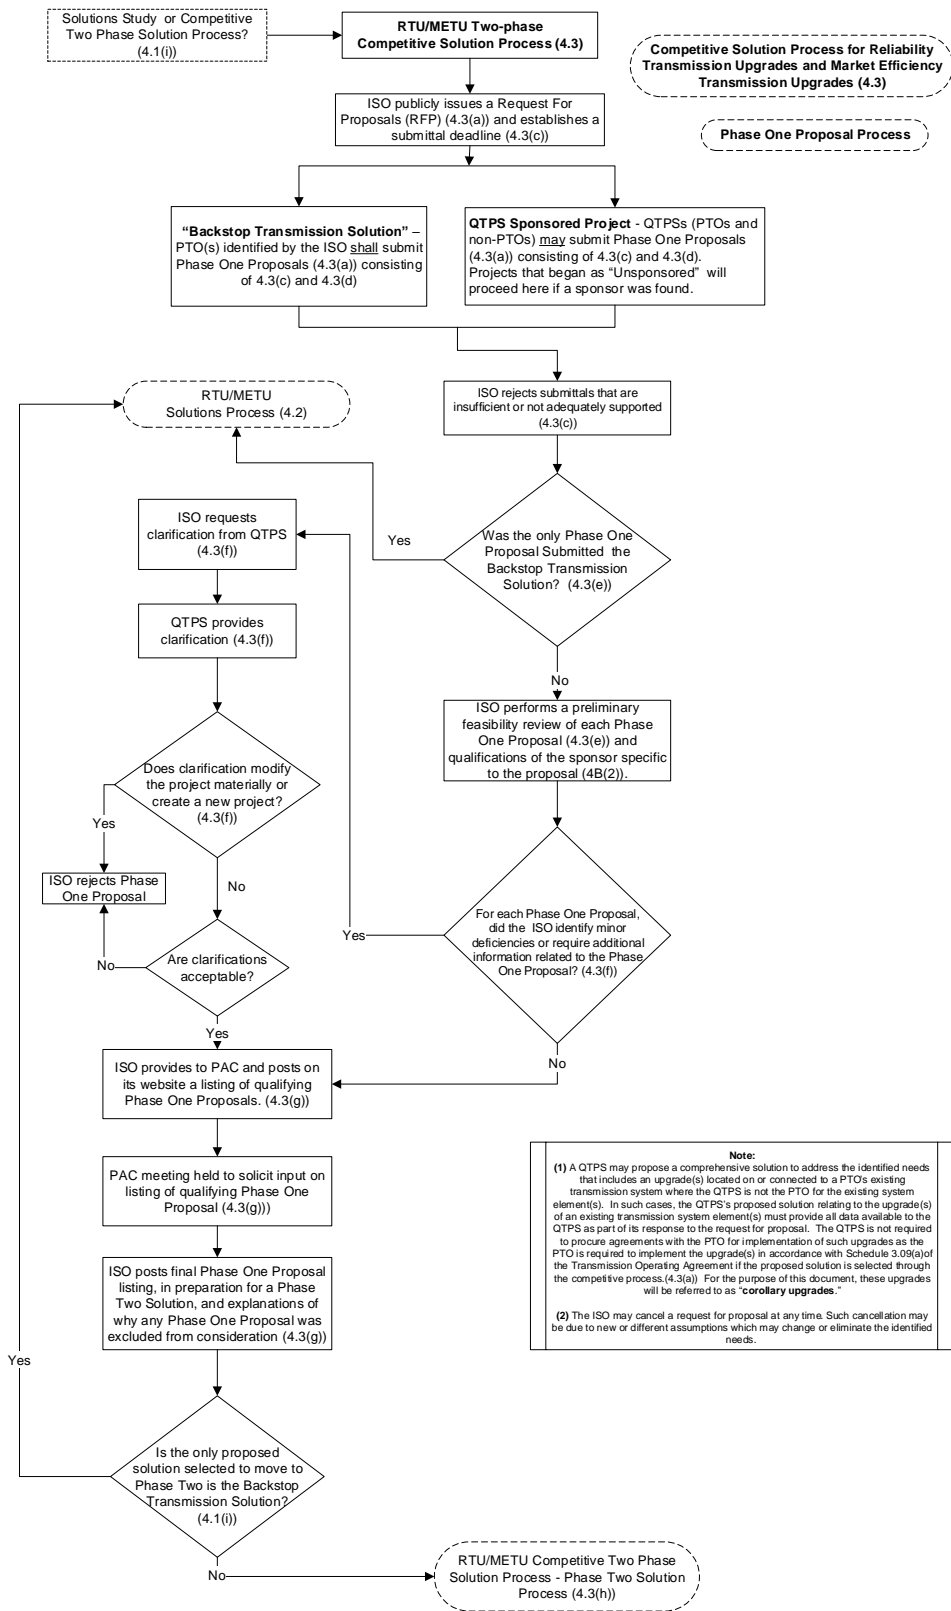 Solutions Study or Competitive
Two Phase Solution Process?
(4.1(i))
RTU/METU Two-phase
Competitive Solution Process (4.3)
Competitive Solution Process for Reliability
Transmission Upgrades and Market Efficiency
Transmission Upgrades (4.3)
ISO publicly issues a Request For
Proposals (RFP) (4.3(a)) and establishes a
submittal deadline (4.3(c))
Phase One Proposal Process
“Backstop Transmission Solution” –
PTO(s) identified by the ISO shall submit
Phase One Proposals (4.3(a)) consisting
of 4.3(c) and 4.3(d)
QTPS Sponsored Project - QTPSs (PTOs and
non-PTOs) may submit Phase One Proposals
(4.3(a)) consisting of 4.3(c) and 4.3(d).
Projects that began as “Unsponsored” will
proceed here if a sponsor was found.
RTU/METU
Solutions Process (4.2)
ISO rejects submittals that are
insufficient or not adequately supported
(4.3(c))
ISO requests
clarification from QTPS
(4.3(f))
Yes
Was the only Phase One
Proposal Submitted the
Backstop Transmission
Solution? (4.3(e))
QTPS provides
clarification (4.3(f))
No
ISO performs a preliminary
feasibility review of each Phase
One Proposal (4.3(e)) and
qualifications of the sponsor specific
to the proposal (4B(2)).
Does clarification modify
the project materially or
create a new project?
(4.3(f))
Yes
ISO rejects Phase
One Proposal
No
For each Phase One Proposal,
did the ISO identify minor
deficiencies or require additional
information related to the Phase
One Proposal? (4.3(f))
Yes
No
Are clarifications
acceptable?
Yes
No
ISO provides to PAC and posts on
its website a listing of qualifying
Phase One Proposals. (4.3(g))
PAC meeting held to solicit input on
listing of qualifying Phase One
Proposal (4.3(g)))
Note:
(1) A QTPS may propose a comprehensive solution to address the identified needs
that includes an upgrade(s) located on or connected to a PTO’s existing
transmission system where the QTPS is not the PTO for the existing system
element(s). In such cases, the QTPS’s proposed solution relating to the upgrade(s)
of an existing transmission system element(s) must provide all data available to the
QTPS as part of its response to the request for proposal. The QTPS is not required
to procure agreements with the PTO for implementation of such upgrades as the
PTO is required to implement the upgrade(s) in accordance with Schedule 3.09(a)of
the Transmission Operating Agreement if the proposed solution is selected through
the competitive process.(4.3(a)) For the purpose of this document, these upgrades
will be referred to as “corollary upgrades.”
(2) The ISO may cancel a request for proposal at any time. Such cancellation may
be due to new or different assumptions which may change or eliminate the identified
needs.
ISO posts final Phase One Proposal
listing, in preparation for a Phase
Two Solution, and explanations of
why any Phase One Proposal was
excluded from consideration (4.3(g))
Yes
Is the only proposed
solution selected to move to
Phase Two is the Backstop
Transmission Solution?
(4.1(i))
No
RTU/METU Competitive Two Phase
Solution Process - Phase Two Solution
Process (4.3(h))